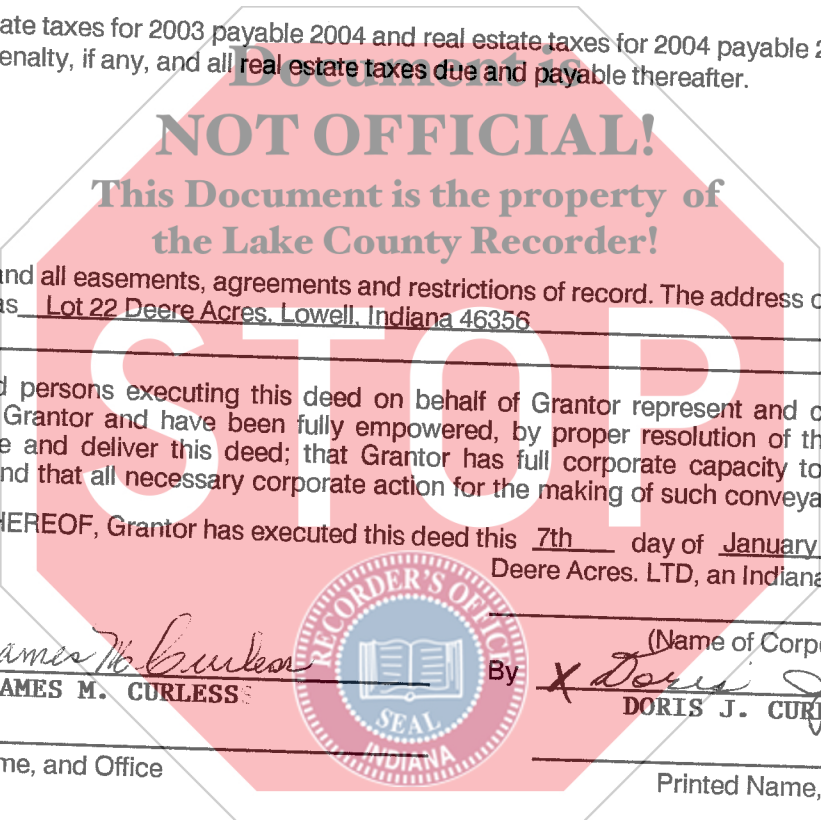 ate taxes for 2003 payable 2004 and real estate taxes for 2004 payable 2
enalty, if any, and all real estate taxes due and payable thereafter.
Document is
NOT OFFICIAL!
This Document is the property of
the Lake County Recorder!
and all easements, agreements and restrictions of record. The address o
as Lot 22 Deere Acres, Lowell, Indiana 46356
STOP
d persons executing this deed on behalf of Grantor represent and c
Grantor and have been fully empowered, by proper resolution of th
e and deliver this deed; that Grantor has full corporate capacity to
nd that all necessary corporate action for the making of such conveya
HEREOF, Grantor has executed this deed this 7th day of January
Deere Acres. LTD, an Indiana
RECORDER'S OFFICE
SEAL
INDIANA
(Name of Corpo
ames M Curless
By X Doris J
AMES M. CURLESS
DORIS J. CURL
me, and Office
Printed Name,